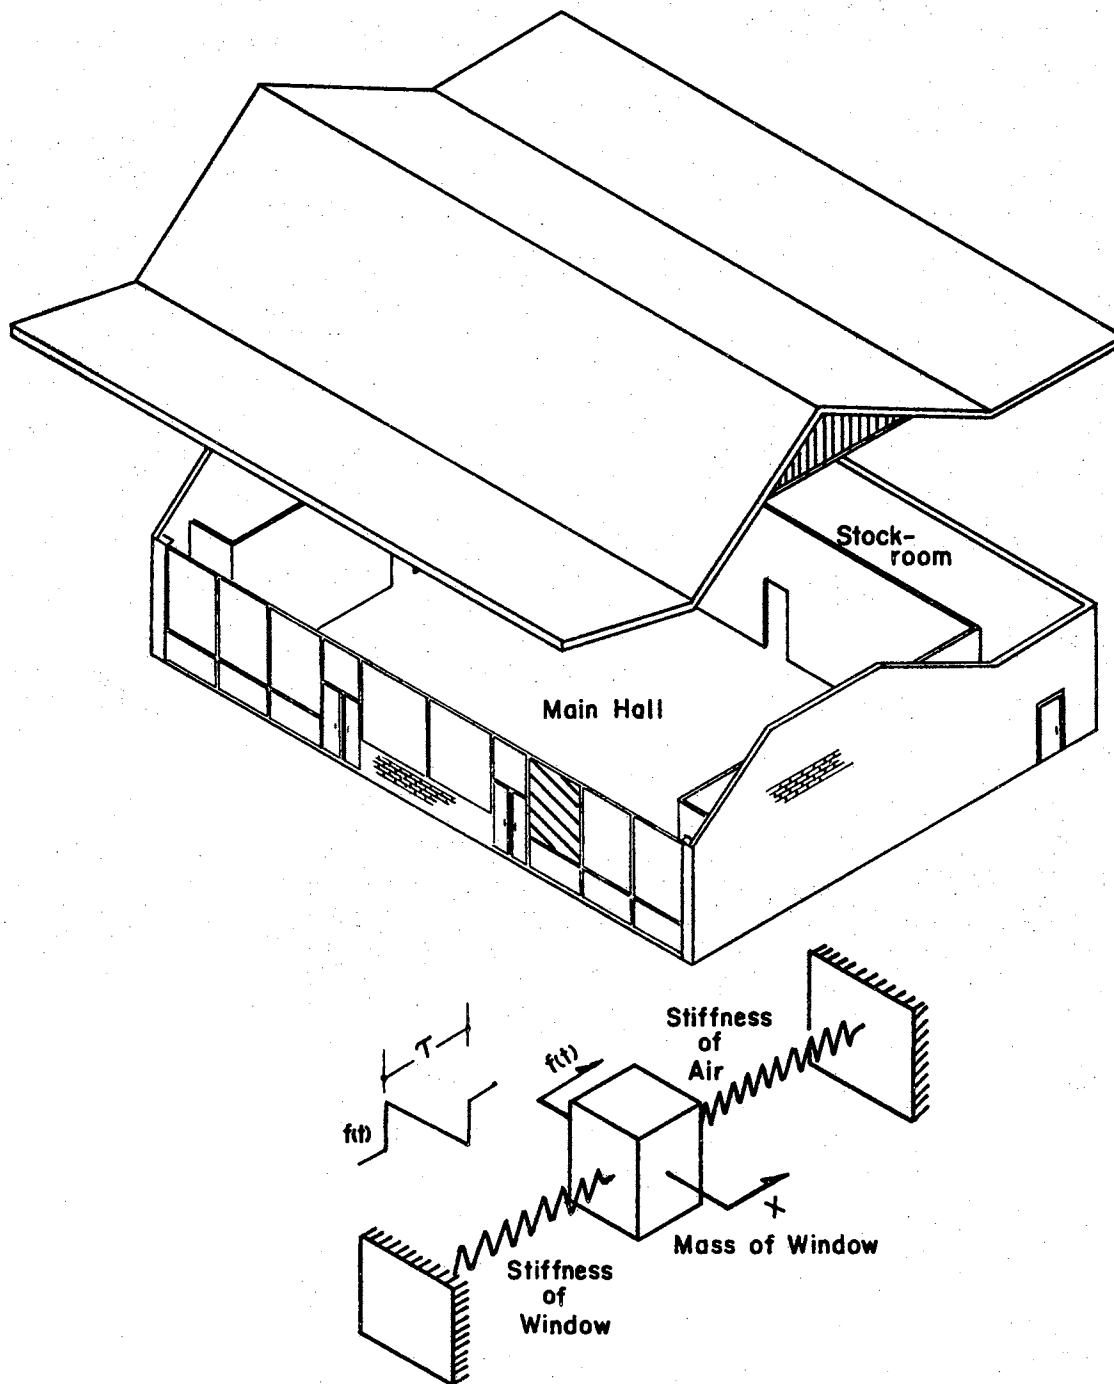 Stock-
room
Main Hall
τ
f(t)
f(t)
Stiffness
of
Air
X
Mass of Window
Stiffness
of
Window